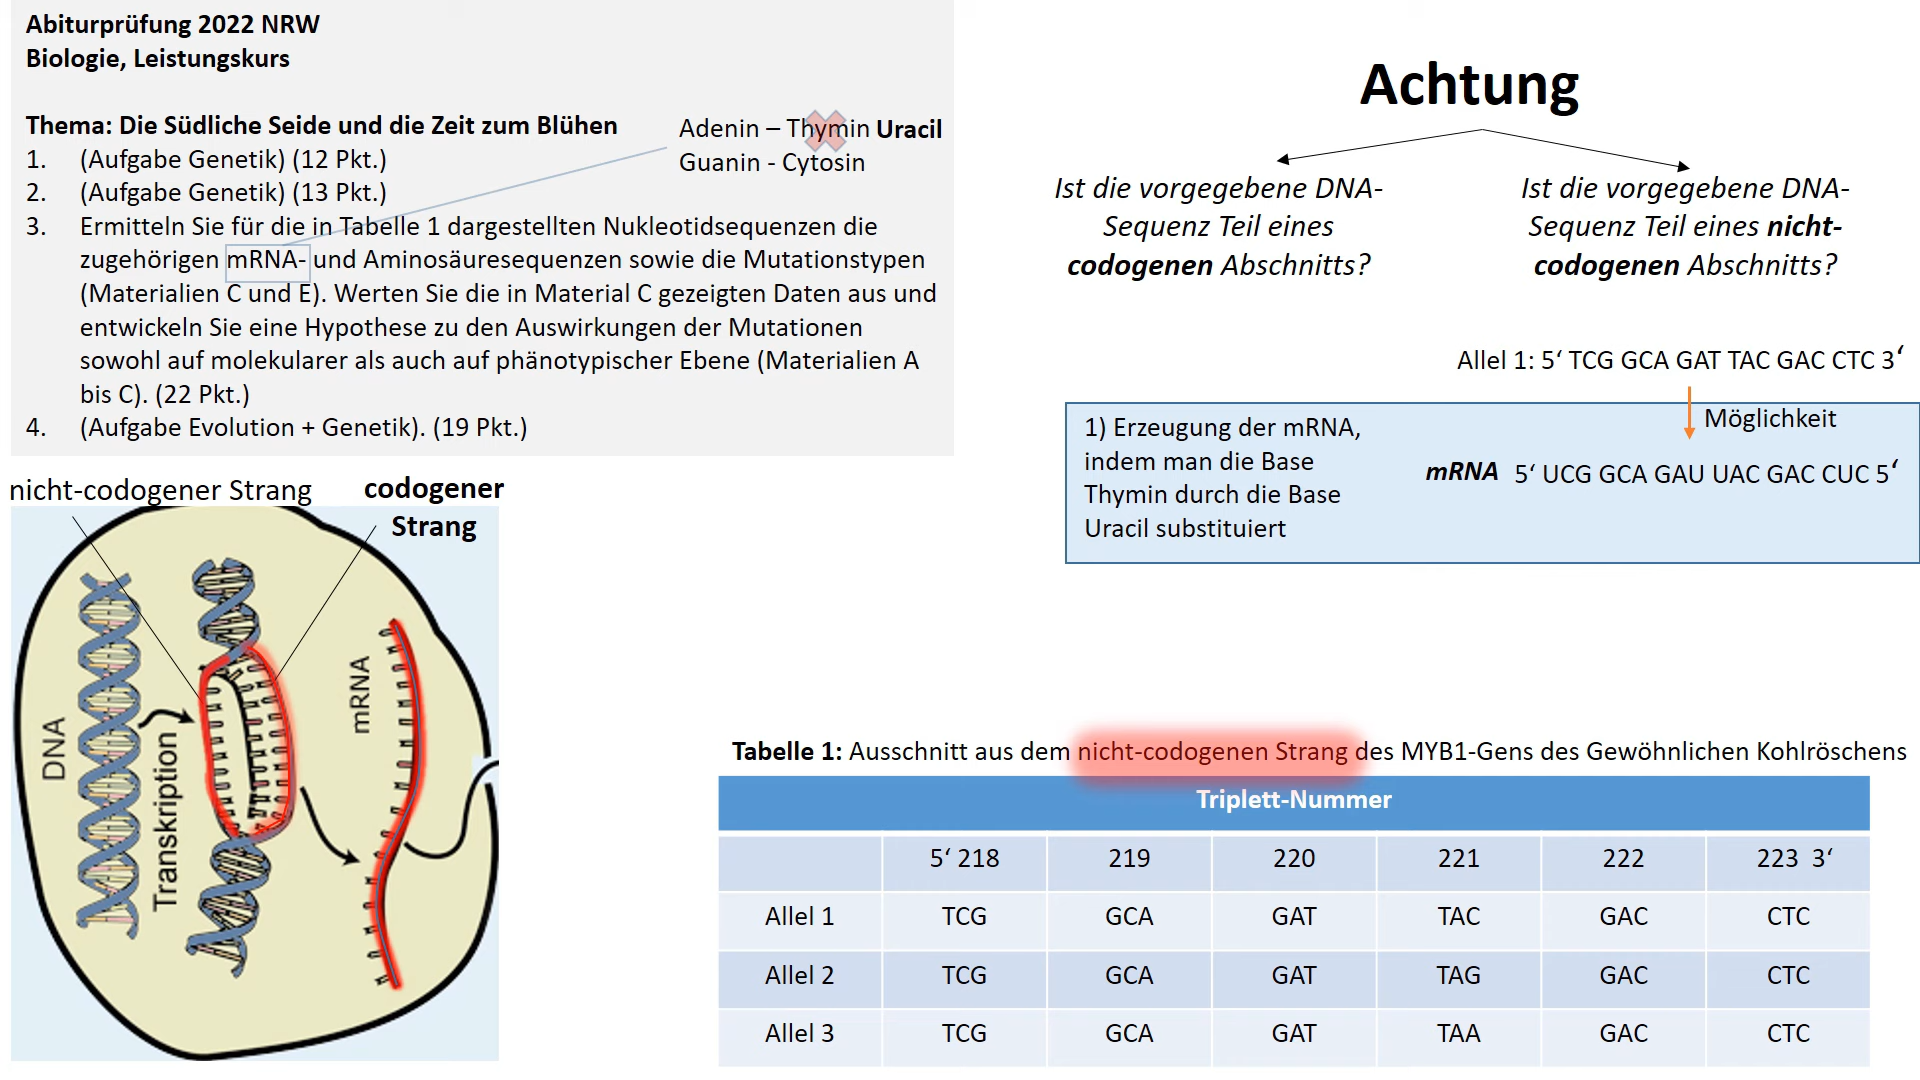 Abiturprüfung 2022 NRW
Biologie, Leistungskurs
Thema: Die Südliche Seide und die Zeit zum Blühen
1. (Aufgabe Genetik) (12 Pkt.)
2. (Aufgabe Genetik) (13 Pkt.)
3. Ermitteln Sie für die in Tabelle 1 dargestellten Nukleotidsequenzen die
zugehörigen mRNA- und Aminosäuresequenzen sowie die Mutationstypen
(Materialien C und E). Werten Sie die in Material C gezeigten Daten aus und
entwickeln Sie eine Hypothese zu den Auswirkungen der Mutationen
sowohl auf molekularer als auch auf phänotypischer Ebene (Materialien A
bis C). (22 Pkt.)
4. (Aufgabe Evolution + Genetik). (19 Pkt.)
Adenin – Thymin Uracil
Guanin - Cytosin
Achtung
Ist die vorgegebene DNA-
Sequenz Teil eines
codogenen Abschnitts?
Ist die vorgegebene DNA-
Sequenz Teil eines nicht-
codogenen Abschnitts?
Allel 1: 5‘ TCG GCA GAT TAC GAC CTC 3‘
Möglichkeit
1) Erzeugung der mRNA,
indem man die Base
Thymin durch die Base
Uracil substituiert
mRNA 5‘ UCG GCA GAU UAC GAC CUC 5‘
nicht-codogener Strang
codogener
Strang
DNA
Transkription
mRNA
Tabelle 1: Ausschnitt aus dem nicht-codogenen Strang des MYB1-Gens des Gewöhnlichen Kohlröschens
Triplett-Nummer
5‘ 218 219 220 221 222 223 3‘
Allel 1 TCG GCA GAT TAC GAC CTC
Allel 2 TCG GCA GAT TAG GAC CTC
Allel 3 TCG GCA GAT TAA GAC CTC